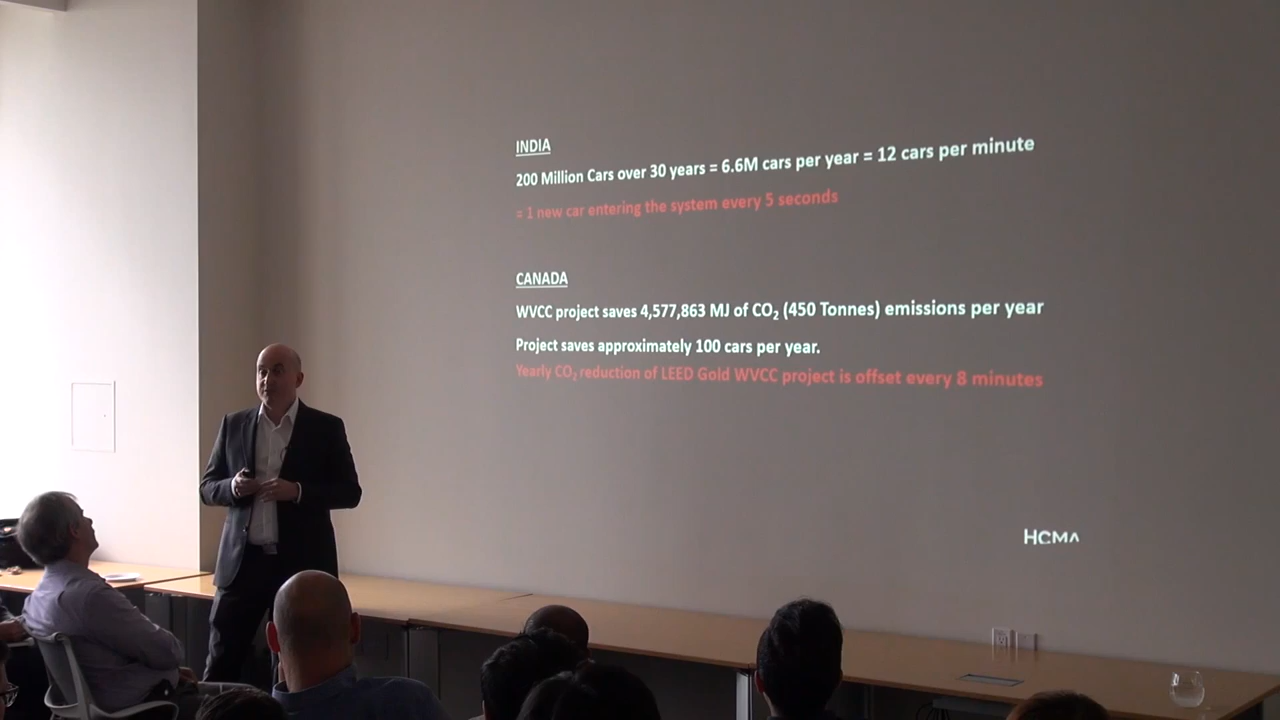 INDIA
200 Million Cars over 30 years = 6.6M cars per year = 12 cars per minute
= 1 new car entering the system every 5 seconds
CANADA
WVCC project saves 4,577,863 MJ of CO₂ (450 Tonnes) emissions per year
Project saves approximately 100 cars per year.
Yearly CO₂ reduction of LEED Gold WVCC project is offset every 8 minutes
HCMA